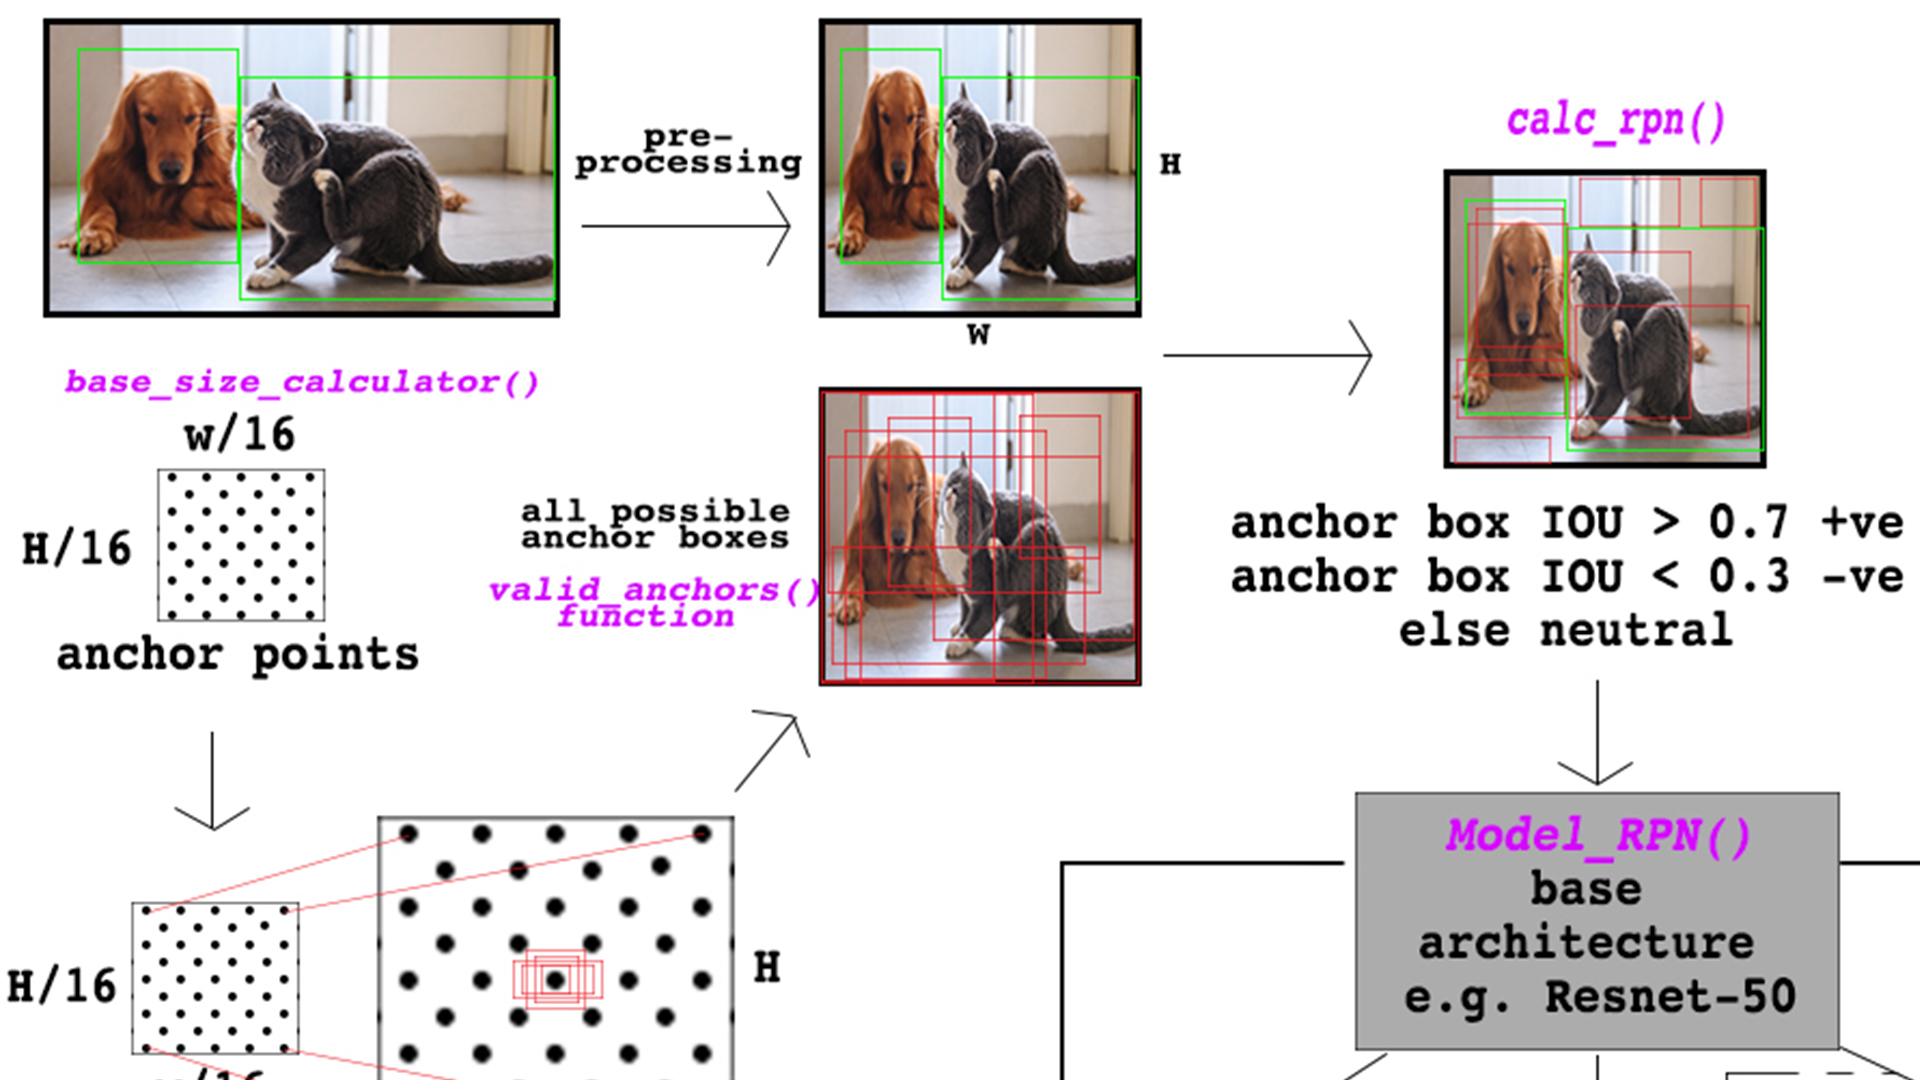 pre-
processing
H
W
calc_rpn()
base_size_calculator()
w/16
H/16
anchor points
all possible
anchor boxes
valid_anchors()
function
anchor box IOU > 0.7 +ve
anchor box IOU < 0.3 -ve
else neutral
H/16
H
Model_RPN()
base
architecture
e.g. Resnet-50